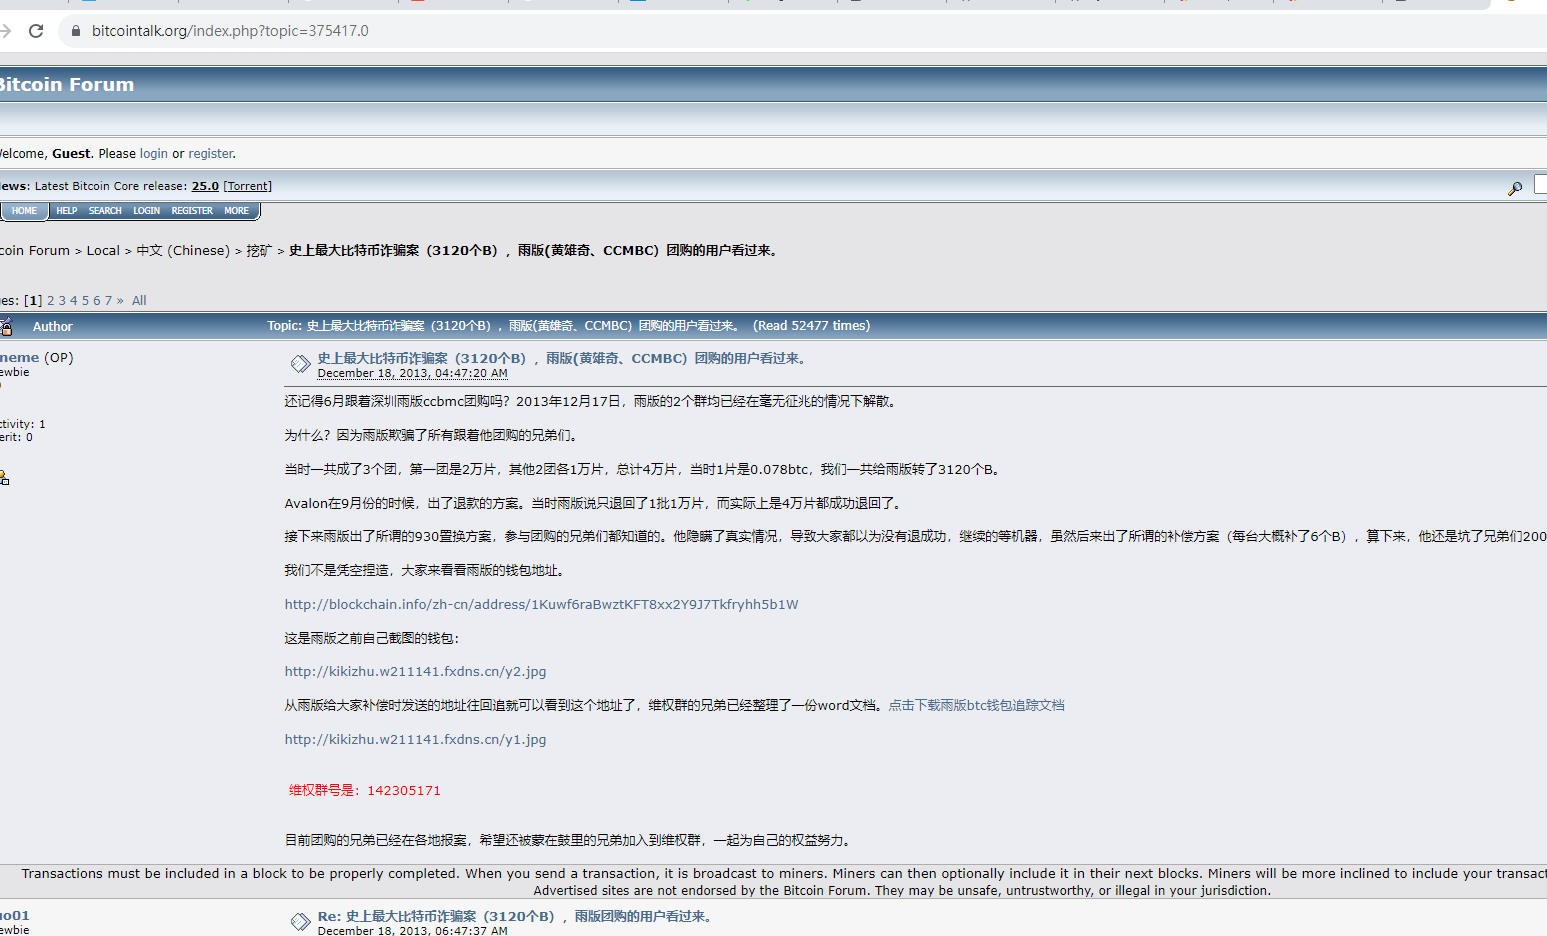 bitcointalk.org/index.php?topic=375417.0
Bitcoin Forum
elcome, Guest. Please login or register.
ews: Latest Bitcoin Core release: 25.0 [Torrent]
HOME HELP SEARCH LOGIN REGISTER MORE
coin Forum > Local > 中文 (Chinese) > 挖矿 > 史上最大比特币诈骗案（3120个B），雨版(黄雄奇、CCMBC）团购的用户看过来。
es: [1] 2 3 4 5 6 7 » All
Author Topic: 史上最大比特币诈骗案（3120个B），雨版(黄雄奇、CCMBC）团购的用户看过来。 (Read 52477 times)
neme (OP)
ewbie
ctivity: 1
erit: 0
史上最大比特币诈骗案（3120个B），雨版(黄雄奇、CCMBC）团购的用户看过来。
December 18, 2013, 04:47:20 AM
还记得6月跟着深圳雨版ccbmc团购吗？2013年12月17日，雨版的2个群均已经在毫无征兆的情况下解散。
为什么？因为雨版欺骗了所有跟着他团购的兄弟们。
当时一共成了3个团，第一团是2万片，其他2团各1万片，总计4万片，当时1片是0.078btc，我们一共给雨版转了3120个B。
Avalon在9月份的时候，出了退款的方案。当时雨版说只退回了1批1万片，而实际上是4万片都成功退回了。
接下来雨版出了所谓的930置换方案，参与团购的兄弟们都知道的。他隐瞒了真实情况，导致大家都以为没有退成功，继续的等机器，虽然后来出了所谓的补偿方案（每台大概补了6个B），算下来，他还是坑了兄弟们200
我们不是凭空捏造，大家来看看雨版的钱包地址。
http://blockchain.info/zh-cn/address/1Kuwf6raBwztKFT8xx2Y9J7Tkfryhh5b1W
这是雨版之前自己截图的钱包：
http://kikizhu.w211141.fxdns.cn/y2.jpg
从雨版给大家补偿时发送的地址往回追就可以看到这个地址了，维权群的兄弟已经整理了一份word文档。点击下载雨版btc钱包追踪文档
http://kikizhu.w211141.fxdns.cn/y1.jpg
维权群号是：142305171
目前团购的兄弟已经在各地报案，希望还被蒙在鼓里的兄弟加入到维权群，一起为自己的权益努力。
Transactions must be included in a block to be properly completed. When you send a transaction, it is broadcast to miners. Miners can then optionally include it in their next blocks. Miners will be more inclined to include your transact
Advertised sites are not endorsed by the Bitcoin Forum. They may be unsafe, untrustworthy, or illegal in your jurisdiction.
uo01
ewbie
Re: 史上最大比特币诈骗案（3120个B），雨版团购的用户看过来。
December 18, 2013, 06:47:37 AM